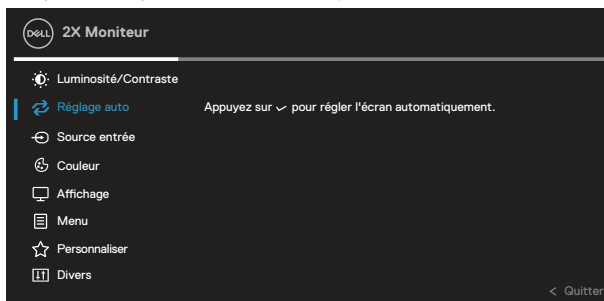 DELL 2X Moniteur
Luminosité/Contraste
Réglage auto Appuyez sur ✓ pour régler l'écran automatiquement.
Source entrée
Couleur
Affichage
Menu
Personnaliser
Divers
< Quitter